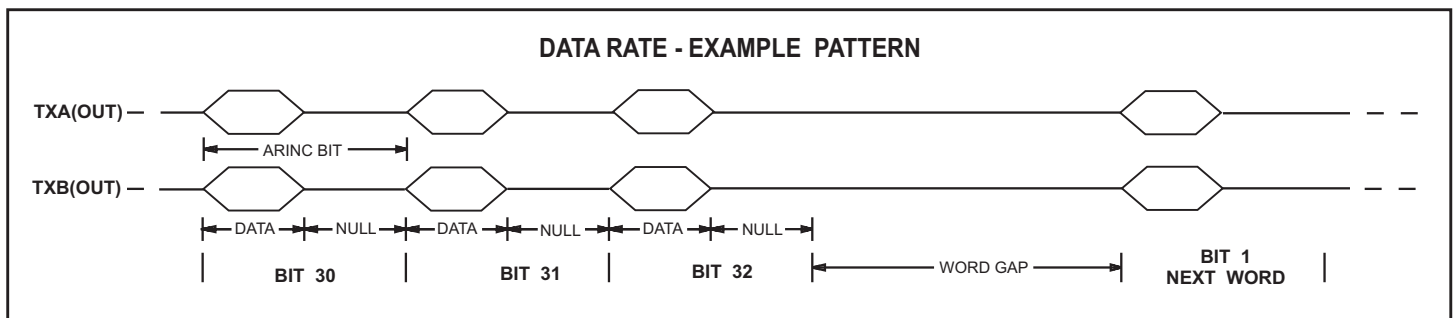 DATA RATE - EXAMPLE PATTERN
TXA(OUT)
ARINC BIT
TXB(OUT)
DATA NULL DATA NULL DATA NULL
BIT 30 BIT 31 BIT 32 WORD GAP BIT 1
NEXT WORD